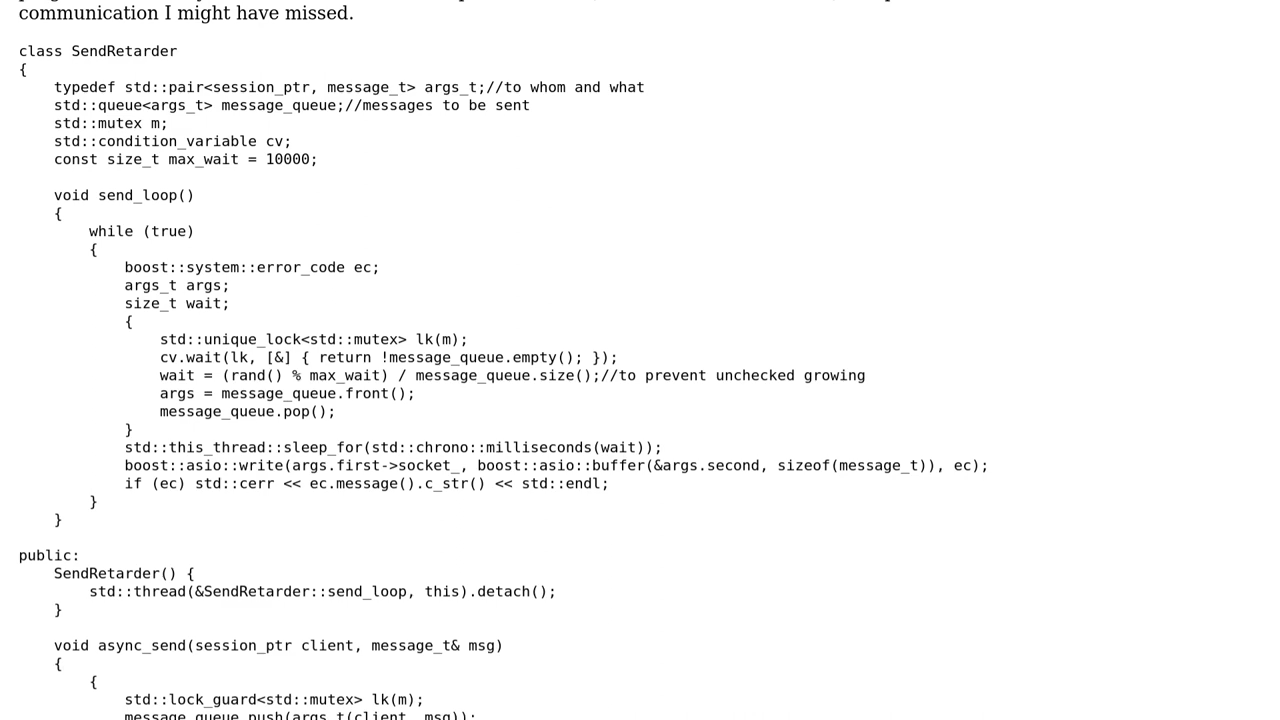 communication I might have missed.
class SendRetarder
{
    typedef std::pair<session_ptr, message_t> args_t;//to whom and what
    std::queue<args_t> message_queue;//messages to be sent
    std::mutex m;
    std::condition_variable cv;
    const size_t max_wait = 10000;

    void send_loop()
    {
        while (true)
        {
            boost::system::error_code ec;
            args_t args;
            size_t wait;
            {
                std::unique_lock<std::mutex> lk(m);
                cv.wait(lk, [&] { return !message_queue.empty(); });
                wait = (rand() % max_wait) / message_queue.size();//to prevent unchecked growing
                args = message_queue.front();
                message_queue.pop();
            }
            std::this_thread::sleep_for(std::chrono::milliseconds(wait));
            boost::asio::write(args.first->socket_, boost::asio::buffer(&args.second, sizeof(message_t)), ec);
            if (ec) std::cerr << ec.message().c_str() << std::endl;
        }
    }

public:
    SendRetarder() {
        std::thread(&SendRetarder::send_loop, this).detach();
    }

    void async_send(session_ptr client, message_t& msg)
    {
        {
            std::lock_guard<std::mutex> lk(m);
            message_queue.push(args_t(client, msg));